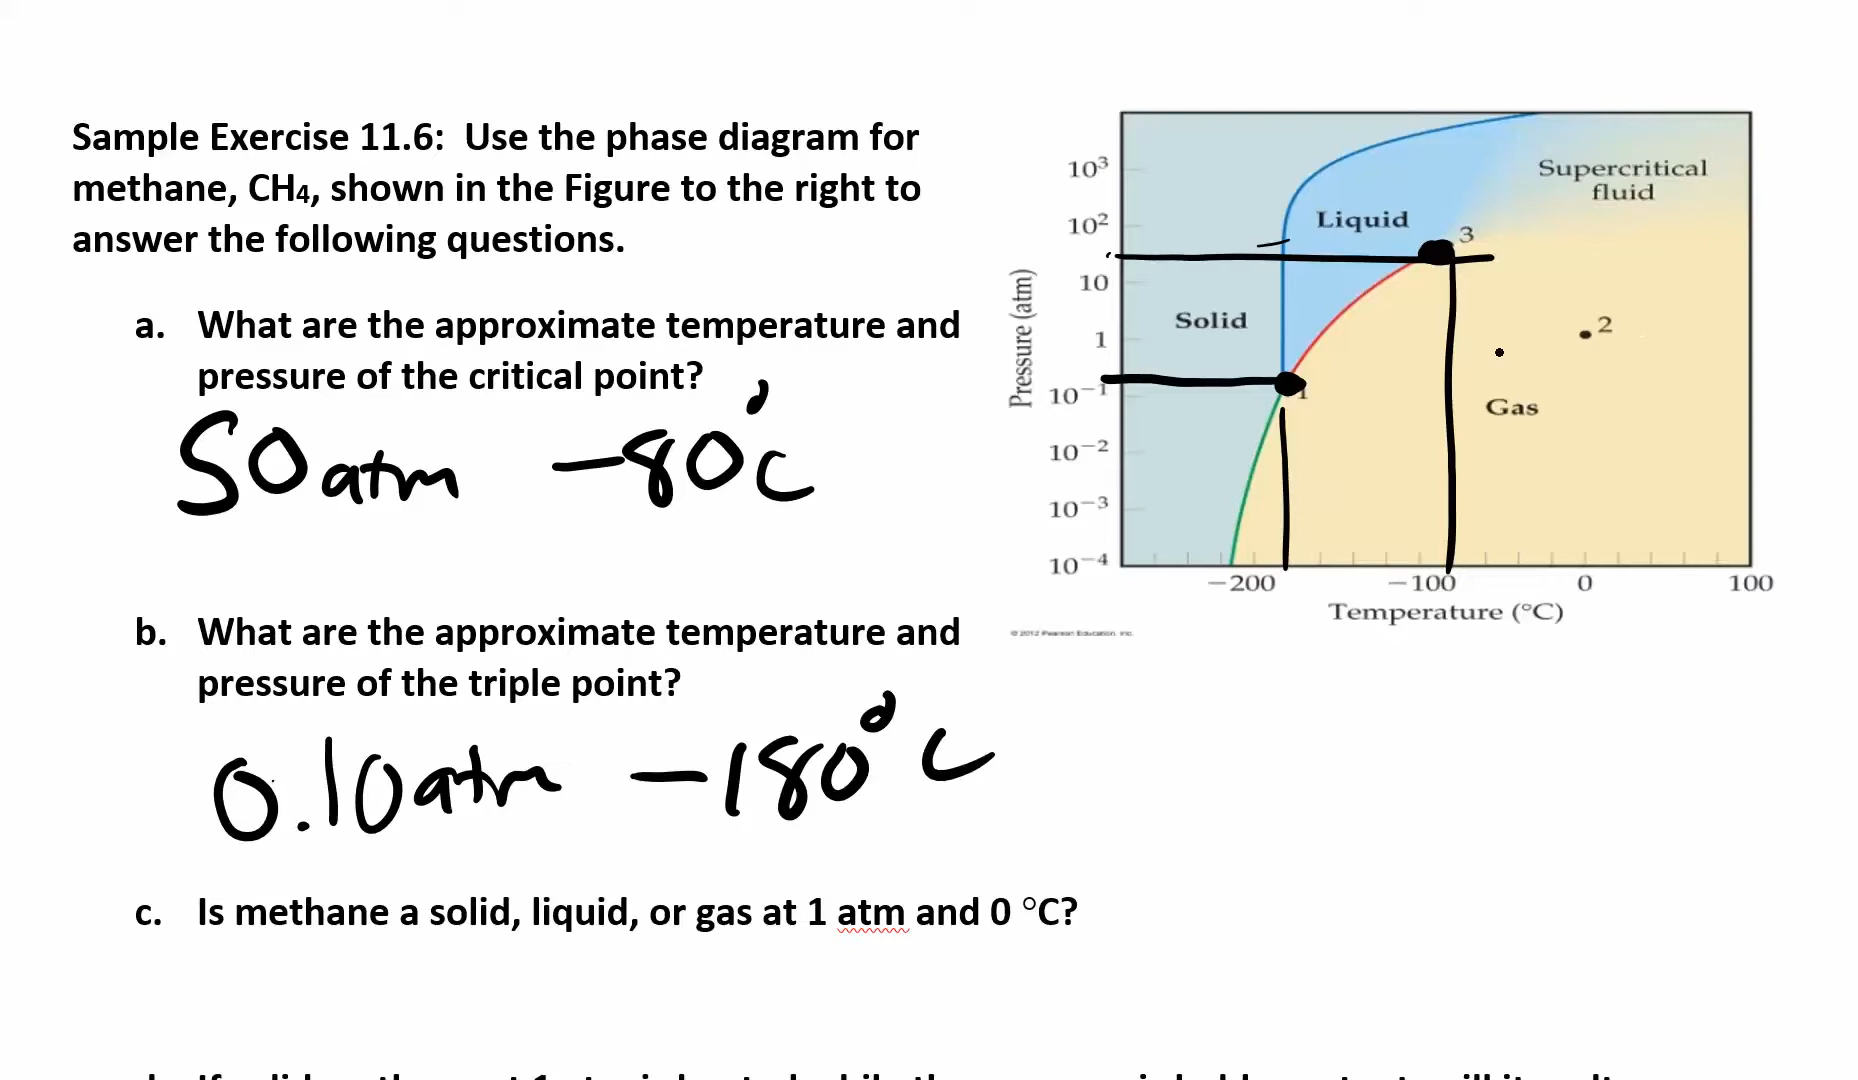 Sample Exercise 11.6: Use the phase diagram for
methane, CH4, shown in the Figure to the right to
answer the following questions.
a. What are the approximate temperature and
pressure of the critical point?
50 atm -80°C
b. What are the approximate temperature and
pressure of the triple point?
0.10 atm -180°C
c. Is methane a solid, liquid, or gas at 1 atm and 0 °C?
Pressure (atm)
10³
10²
10
1
10⁻¹
10⁻²
10⁻³
10⁻⁴
Supercritical
fluid
Liquid
3
Solid
2
1
Gas
−200 −100 0 100
Temperature (°C)
© 2012 Pearson Education, Inc.